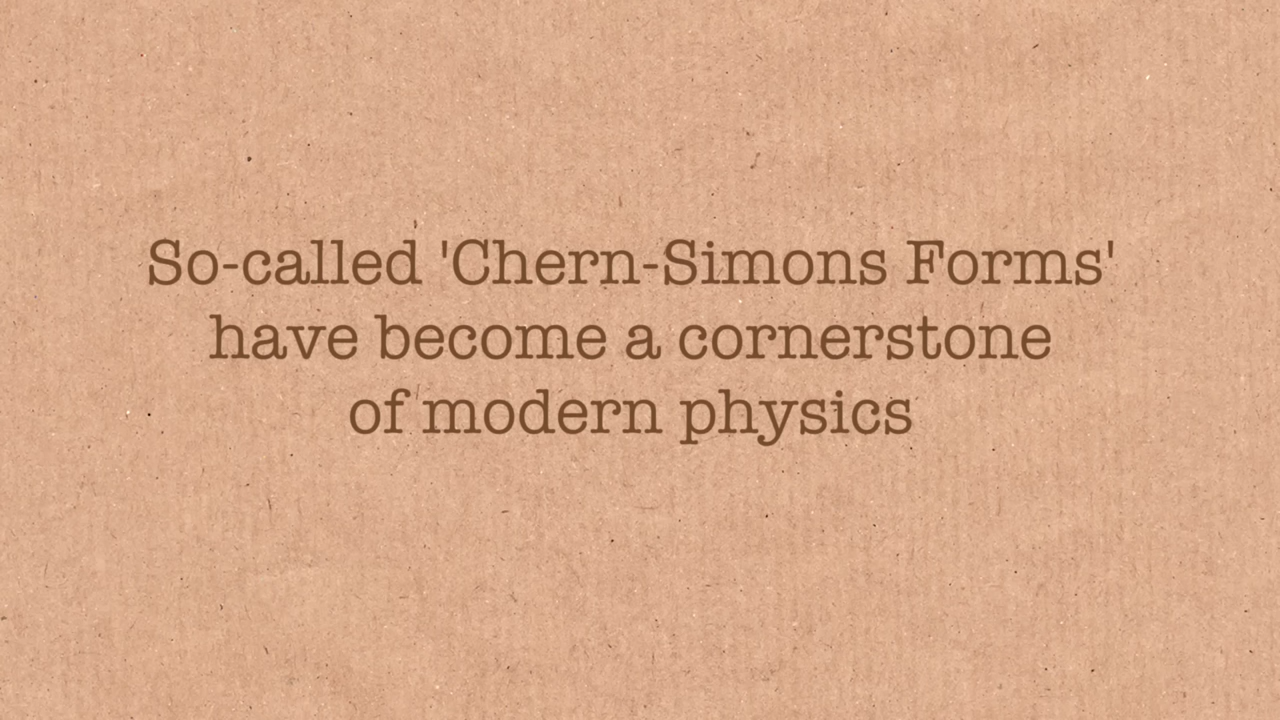 So-called 'Chern-Simons Forms'
have become a cornerstone
of modern physics